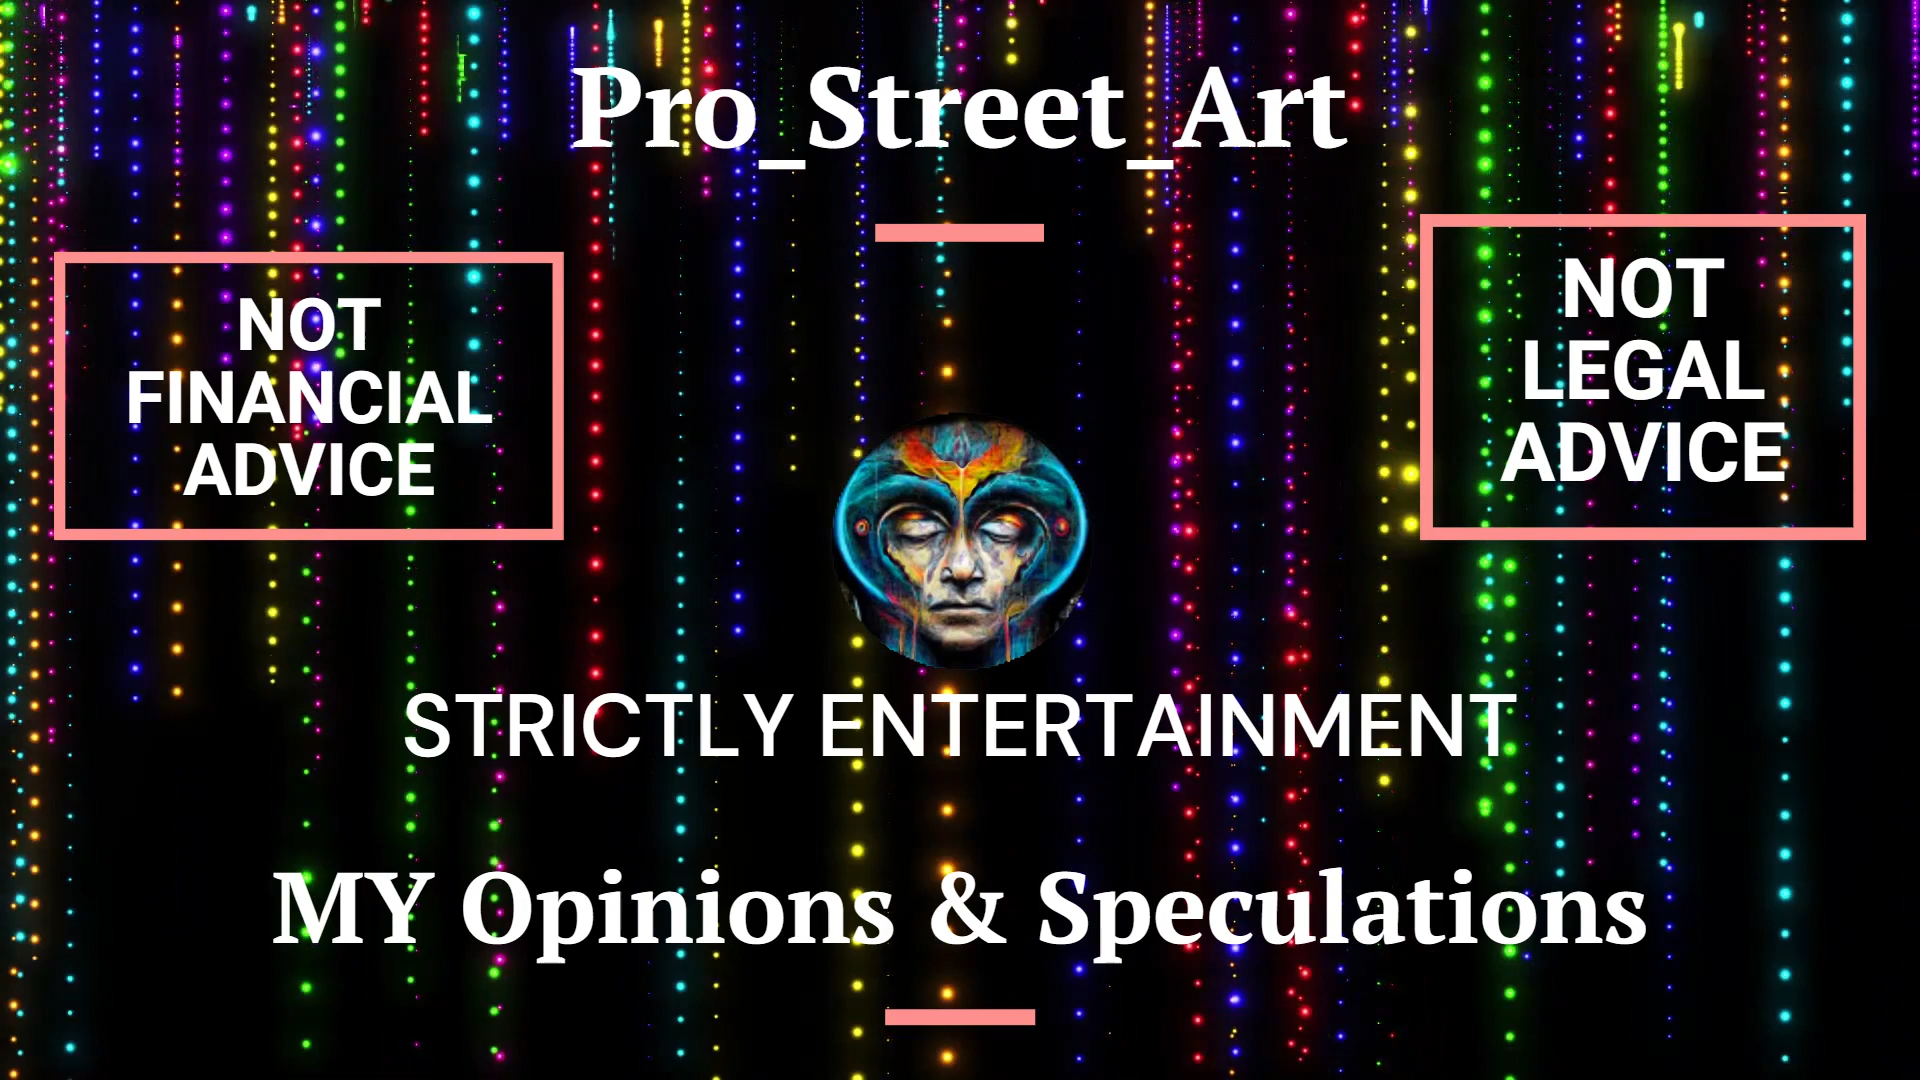 Pro_Street_Art
NOT
FINANCIAL
ADVICE
NOT
LEGAL
ADVICE
STRICTLY ENTERTAINMENT
MY Opinions & Speculations